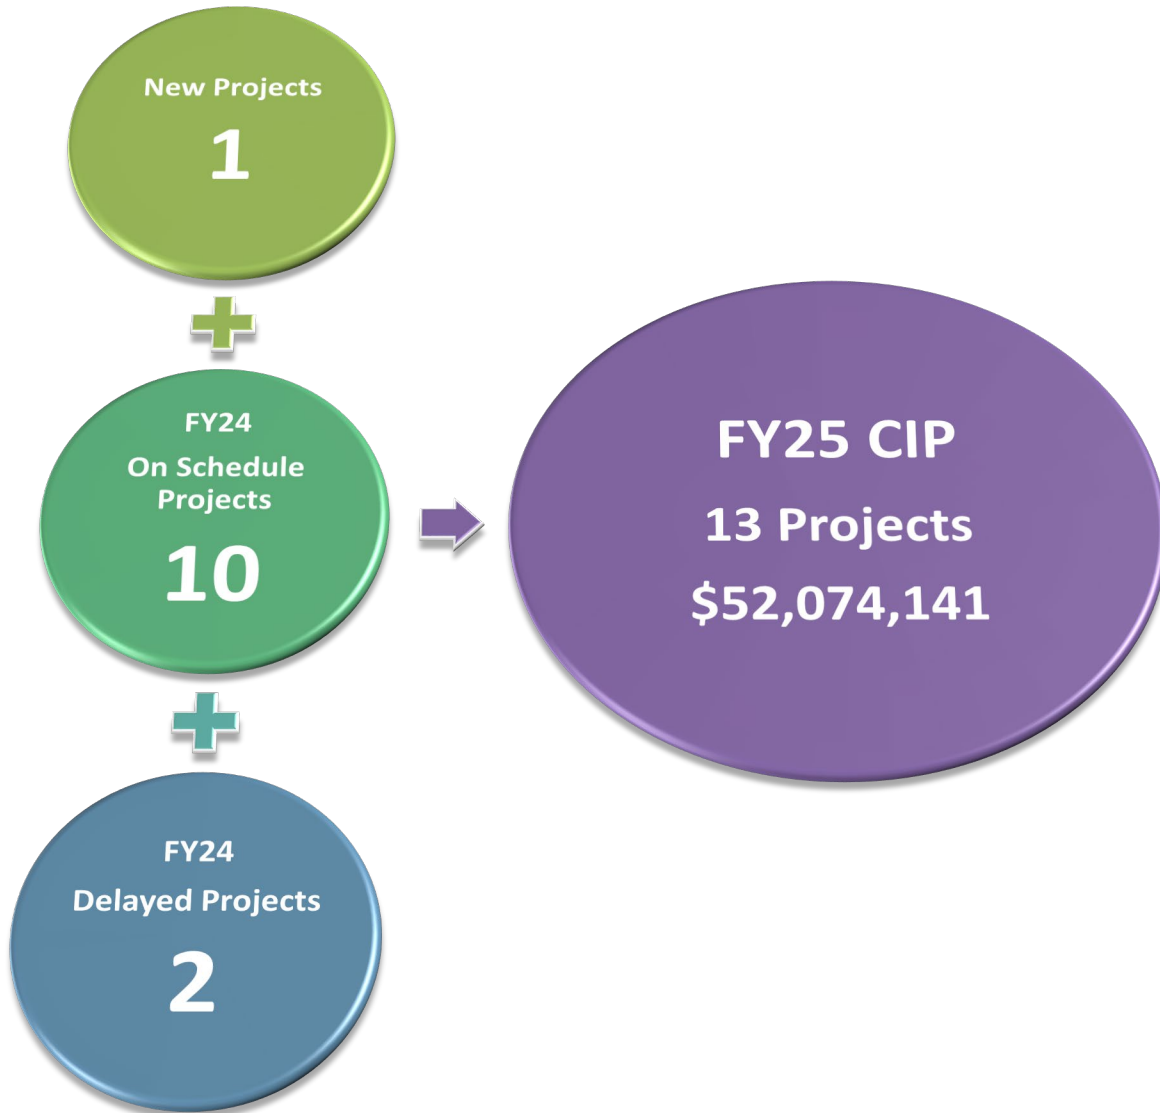 New Projects
1
FY24
On Schedule
Projects
10
FY24
Delayed Projects
2
FY25 CIP
13 Projects
$52,074,141